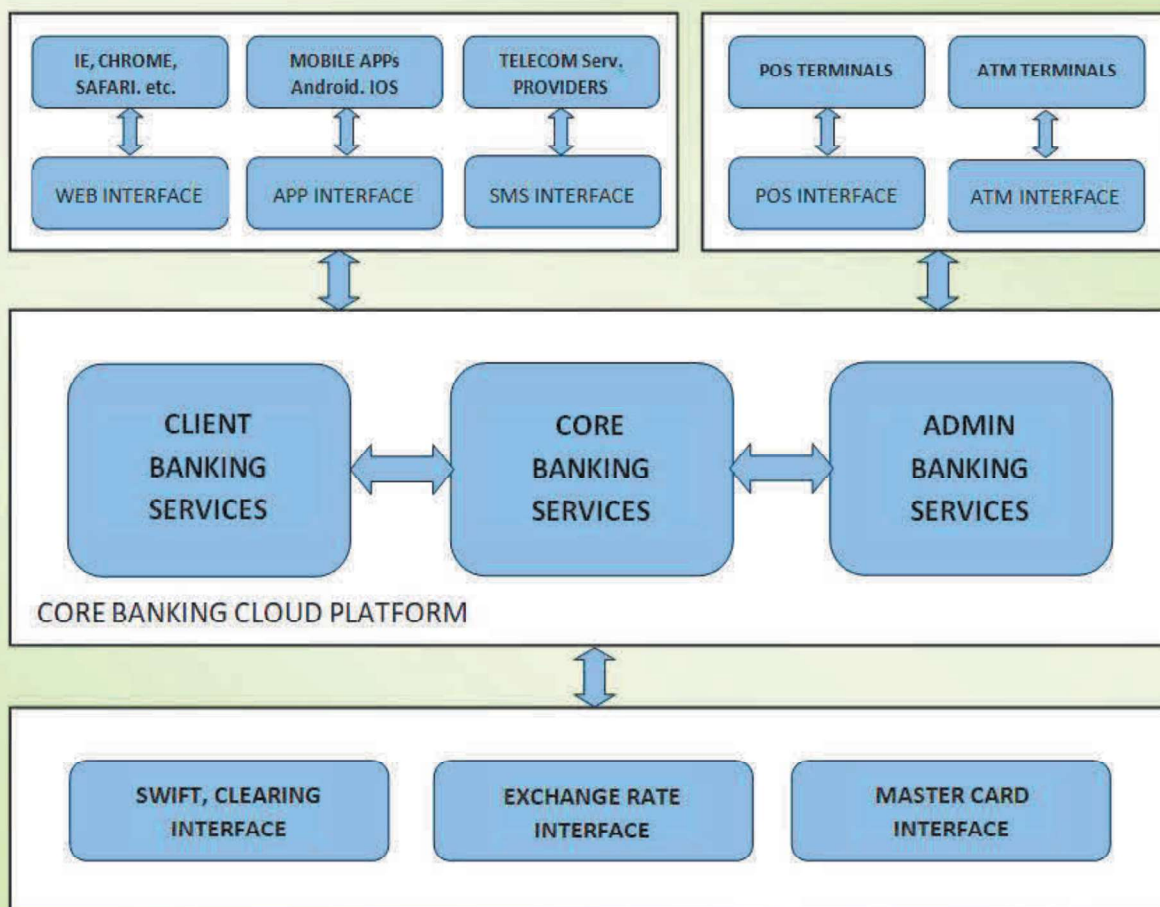 IE, CHROME,
SAFARI. etc.
MOBILE APPs
Android. IOS
TELECOM Serv.
PROVIDERS
WEB INTERFACE
APP INTERFACE
SMS INTERFACE
POS TERMINALS
ATM TERMINALS
POS INTERFACE
ATM INTERFACE
CLIENT
BANKING
SERVICES
CORE
BANKING
SERVICES
ADMIN
BANKING
SERVICES
CORE BANKING CLOUD PLATFORM
SWIFT, CLEARING
INTERFACE
EXCHANGE RATE
INTERFACE
MASTER CARD
INTERFACE